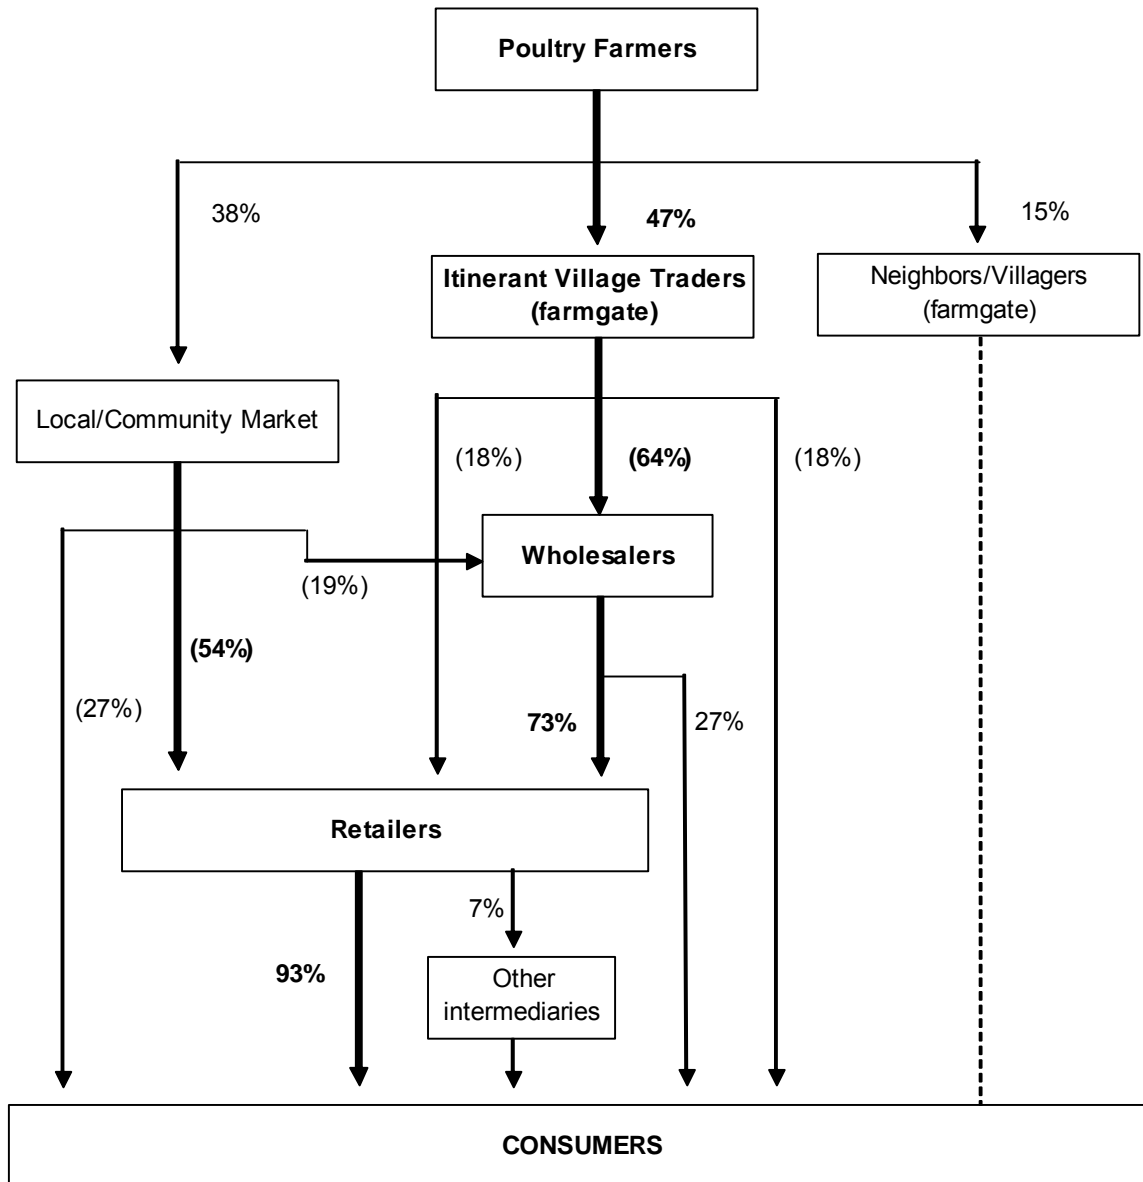 Poultry Farmers
38%
47%
15%
Itinerant Village Traders
(farmgate)
Neighbors/Villagers
(farmgate)
Local/Community Market
(18%)
(64%)
(18%)
Wholesalers
(19%)
(54%)
(27%)
73%
27%
Retailers
7%
93%
Other
intermediaries
CONSUMERS